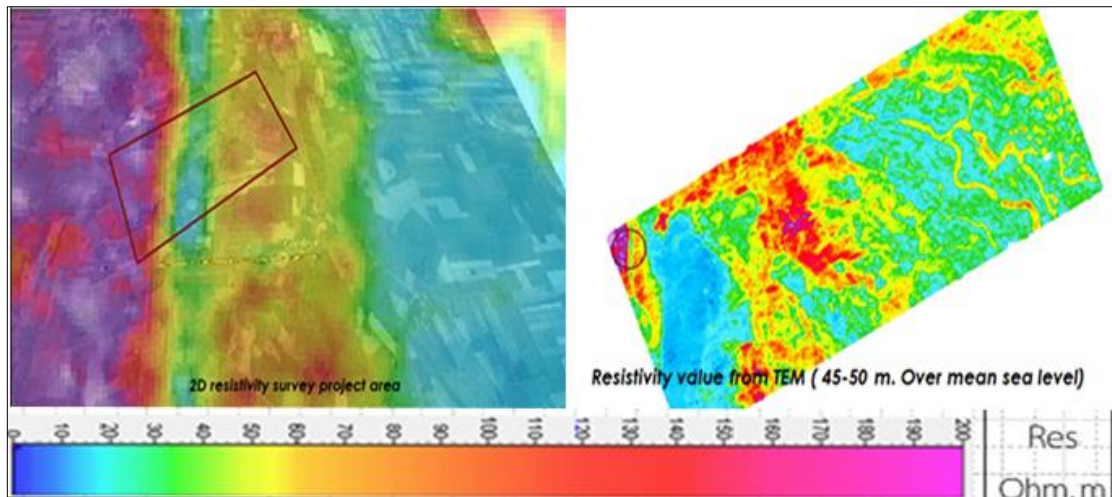 2D resistivity survey project area
Resistivity value from TEM ( 45-50 m. Over mean sea level)
0 10 20 30 40 50 60 70 80 90 100 110 120 130 140 150 160 170 180 190 200
Res
Ohm. m